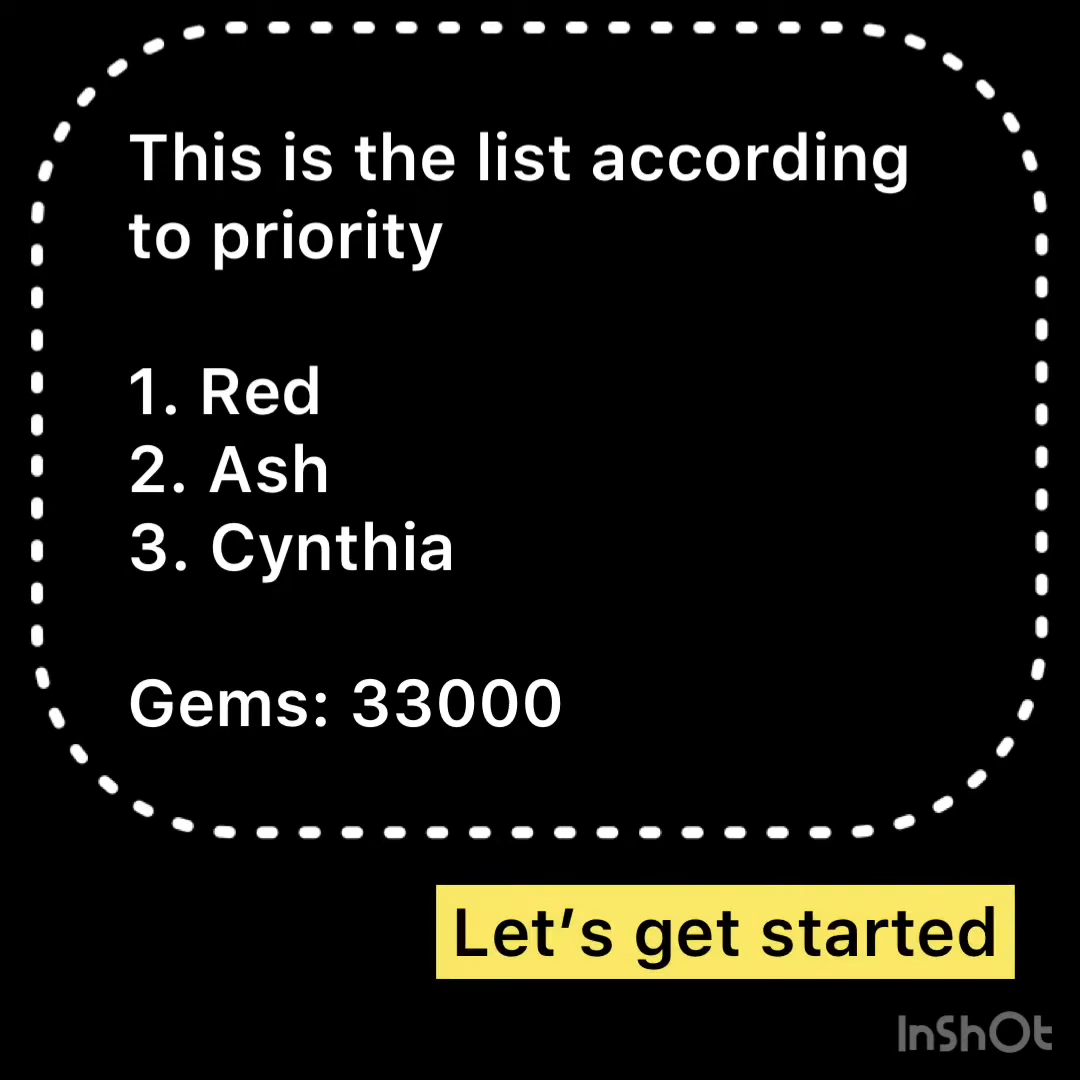 This is the list according
to priority
1. Red
2. Ash
3. Cynthia
Gems: 33000
Let’s get started
InShOt